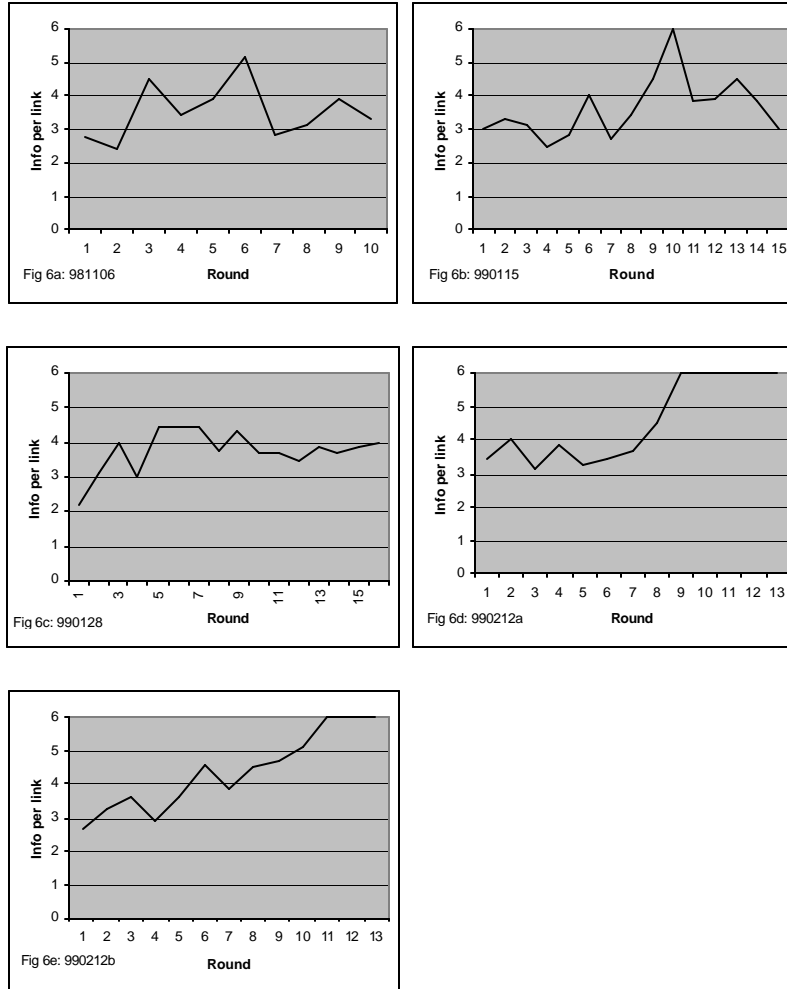 6
5
4
3
2
1
0
Info per link
1 2 3 4 5 6 7 8 9 10
Fig 6a: 981106
Round
6
5
4
3
2
1
0
Info per link
1 2 3 4 5 6 7 8 9 10 11 12 13 14 15
Fig 6b: 990115
Round
6
5
4
3
2
1
0
Info per link
1 3 5 7 9 11 13 15
Fig 6c: 990128
Round
6
5
4
3
2
1
0
Info per link
1 2 3 4 5 6 7 8 9 10 11 12 13
Fig 6d: 990212a
Round
6
5
4
3
2
1
0
Info per link
1 2 3 4 5 6 7 8 9 10 11 12 13
Fig 6e: 990212b
Round